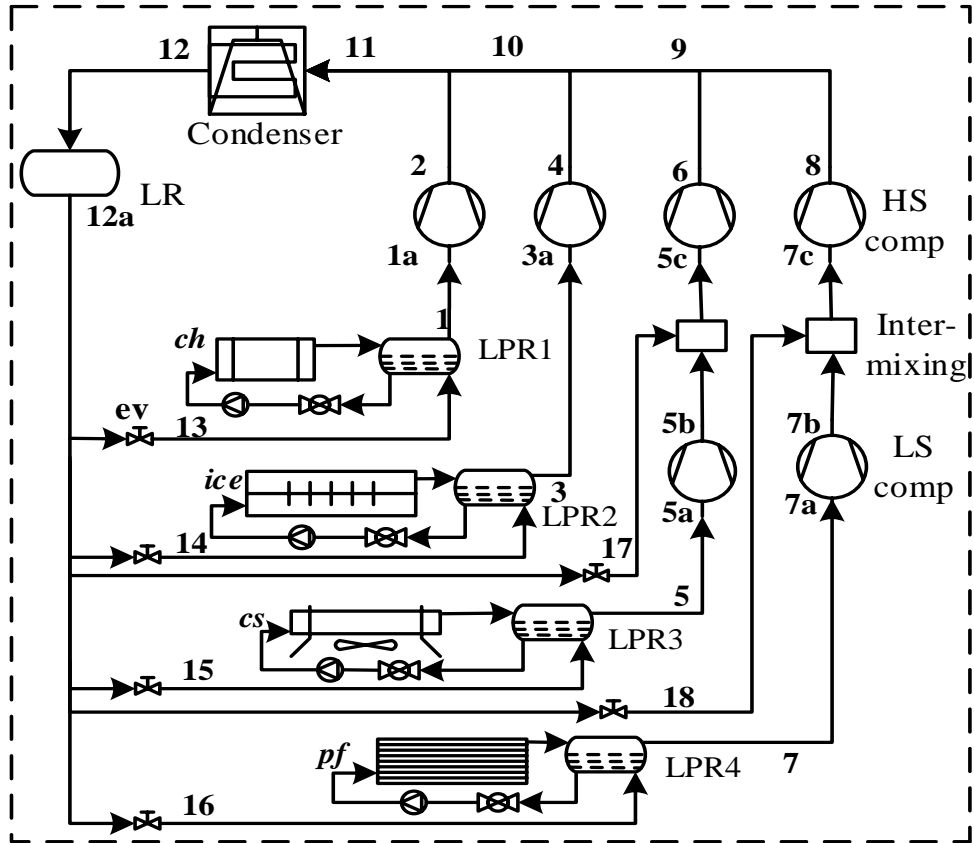 12
11
10
9
Condenser
LR
12a
2
4
6
8
HS
comp
1a
3a
5c
7c
ch
1
LPR1
Inter-
mixing
ev
13
5b
7b
LS
comp
ice
3
LPR2
5a
7a
14
17
cs
5
LPR3
15
18
pf
LPR4
7
16